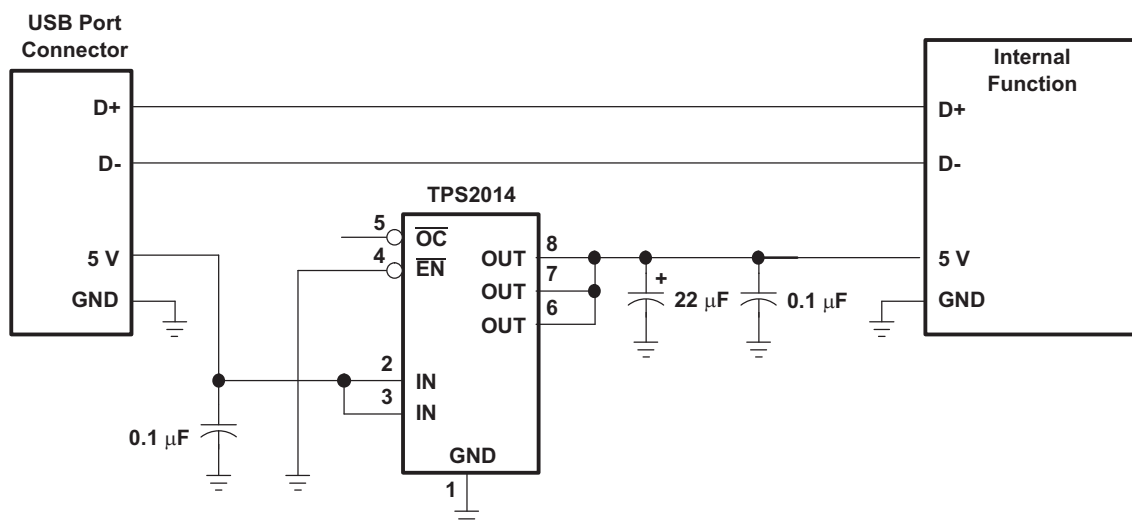 USB Port
Connector
D+
D-
5 V
GND
0.1 μF
TPS2014
5
OC
4
EN
2
IN
3
IN
GND
1
OUT
8
OUT
7
OUT
6
+
22 μF
0.1 μF
Internal
Function
D+
D-
5 V
GND